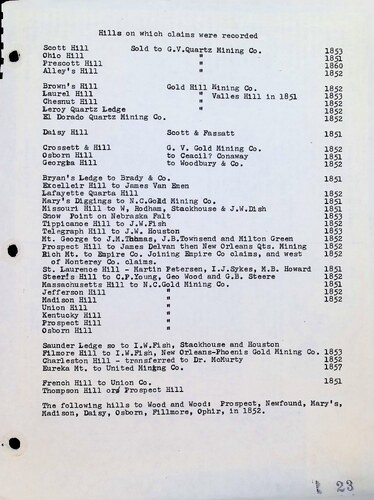 Hills on which claims were recorded
Scott Hill Sold to G.V.Quartz Mining Co. 1853
Ohio Hill " 1851
Prescott Hill " 1860
Alley's Hill " 1852
Brown's Hill Gold Hill Mining Co. 1852
Laurel Hill " Valles Hill in 1851 1853
Chesnut Hill " 1852
Leroy Quartz Ledge " 1852
El Dorado Quartz Mining Co. 1852
Daisy Hill Scott & Fassatt 1851
Crossett & Hill G. V. Gold Mining Co. 1852
Osborn Hill to Ceacil? Conaway 1851
Georgha Hill to Woodbury & Co. 1852
Bryan's Ledge to Brady & Co. 1851
Excelleir Hill to James Van Emen
Lafayette Quarta Hill 1852
Mary's Diggings to N.C.Gold Mining Co. 1851
Missouri Hill to W, Rodham, Stackhouse & J.W.Dish 1851
Snow Point on Nebraska Falt 1853
Tippicanoe Hill to J.W.Fish 1852
Telegraph Hill to J.W. Houston 1853
Mt. George to J.M.Thomas, J.B.Townsend and Milton Green 1852
Prospect Hill to James Delvan then New Orleans Qts. Mining 1852
Rich Mt. to Empire Co. Joining Empire Co claims, and west 1852
of Monterey Co. claims.
St. Laurence Hill - Martin Petersen, I.J.Sykes, M.B. Howard 1851
Steer's Hill to C.P.Young, Geo Wood and G.B. Steere 1852
Massachusetts Hill to N.C.Gold Mining Co. 1851
Jefferson Hill " 1852
Madison Hill " 1852
Union Hill "
Kentucky Hill "
Prospect Hill "
Osborn Hill "
Saunder Ledge so to I.W.Fish, Stackhouse and Houston
Filmore Hill to I.W.Fish, New Orleans-Phoenis Gold Mining Co. 1853
Charleston Hill - transferred to Dr. McMurty 1852
Eureka Mt. to United Mining Co. 1857
French Hill to Union Co. 1851
Thompson Hill or Prospect Hill
The following hills to Wood and Wood: Prospect, Newfound, Mary's,
Madison, Daisy, Osborn, Fillmore, Ophir, in 1852.
23